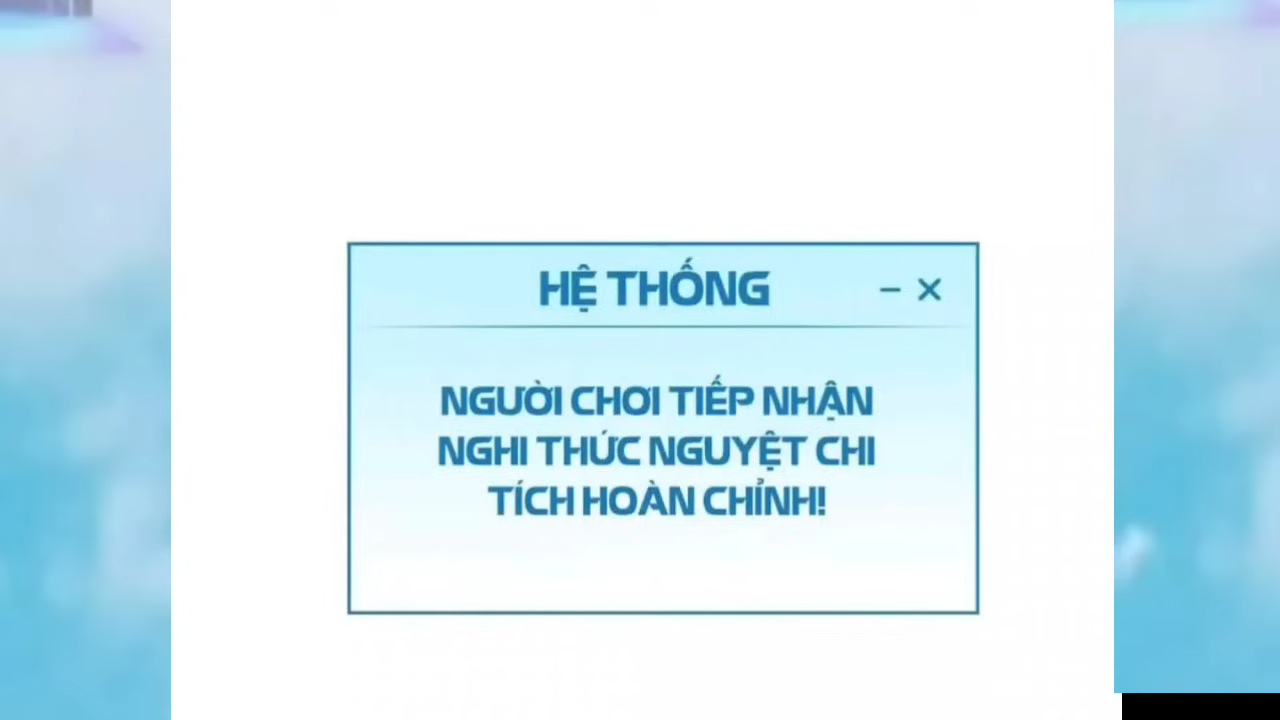 HỆ THỐNG
NGƯỜI CHƠI TIẾP NHẬN
NGHI THỨC NGUYỆT CHI
TÍCH HOÀN CHỈNH!